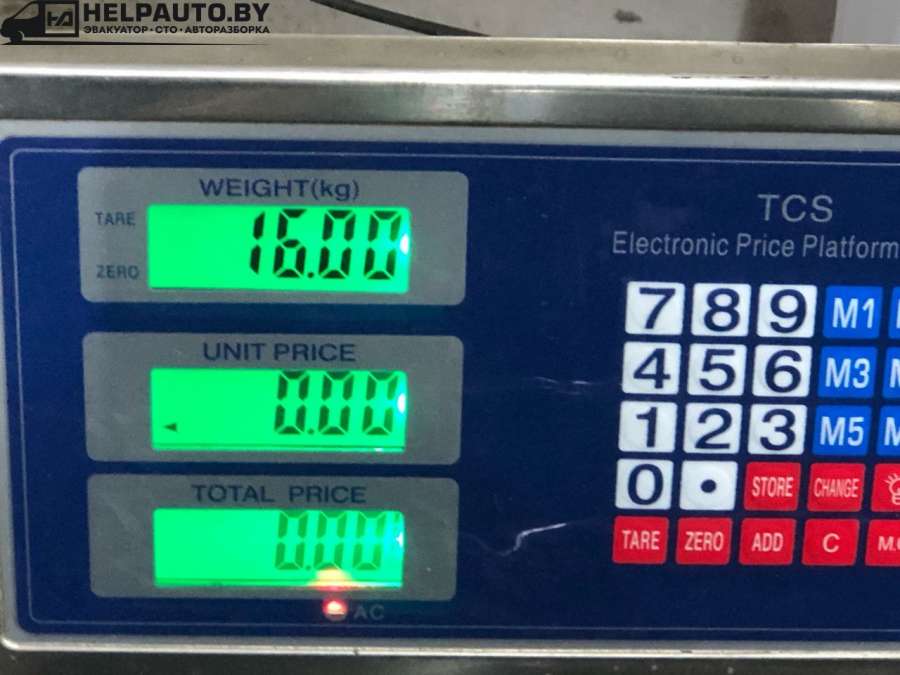 HELPAUTO.BY
ЭВАКУАТОР·СТО·АВТОРАЗБОРКА
WEIGHT(kg)
TARE
16.00
ZERO
UNIT PRICE
0.00
TOTAL PRICE
0.00
AC
TCS
Electronic Price Platform
7 8 9 M1
4 5 6 M3
1 2 3 M5
0 . STORE CHANGE
TARE ZERO ADD C